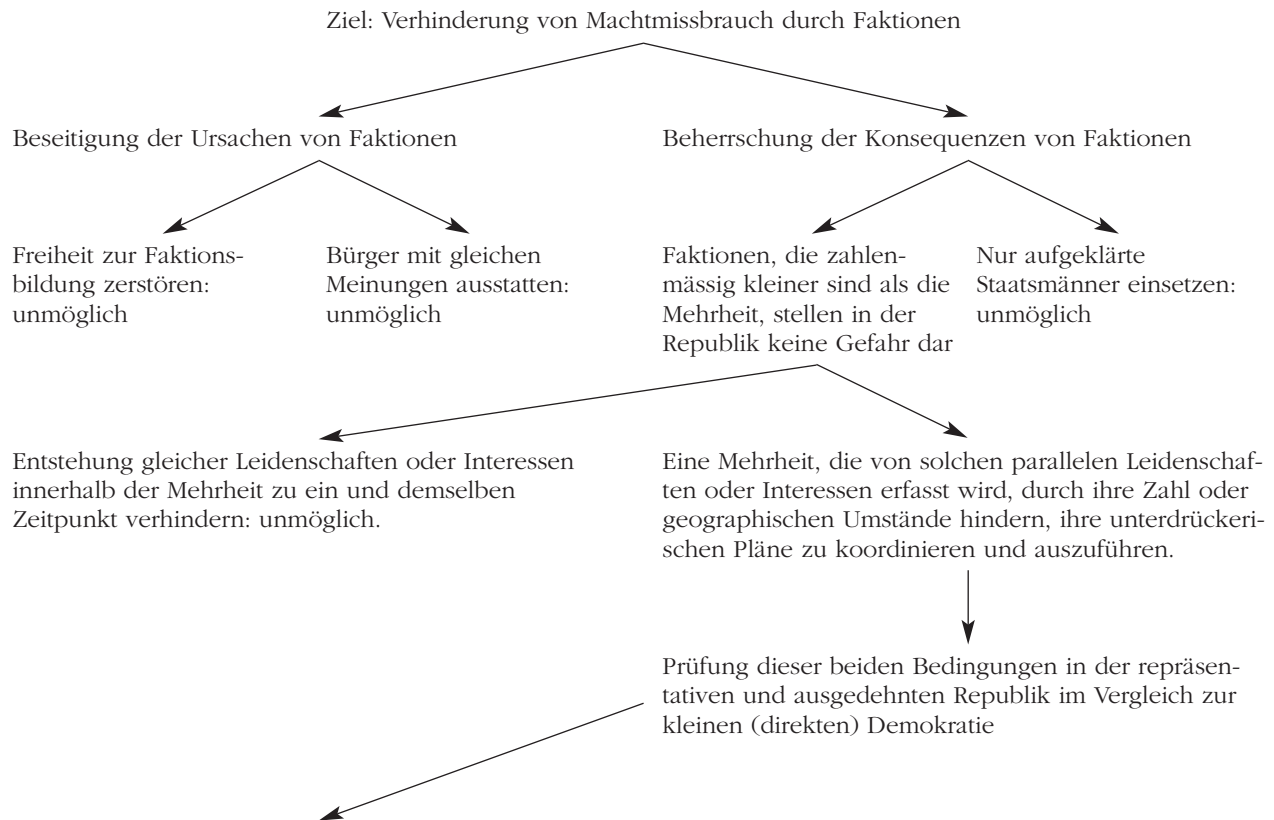 Ziel: Verhinderung von Machtmissbrauch durch Faktionen
Beseitigung der Ursachen von Faktionen
Beherrschung der Konsequenzen von Faktionen
Freiheit zur Faktions-
bildung zerstören:
unmöglich
Bürger mit gleichen
Meinungen ausstatten:
unmöglich
Faktionen, die zahlen-
mässig kleiner sind als die
Mehrheit, stellen in der
Republik keine Gefahr dar
Nur aufgeklärte
Staatsmänner einsetzen:
unmöglich
Entstehung gleicher Leidenschaften oder Interessen
innerhalb der Mehrheit zu ein und demselben
Zeitpunkt verhindern: unmöglich.
Eine Mehrheit, die von solchen parallelen Leidenschaf-
ten oder Interessen erfasst wird, durch ihre Zahl oder
geographischen Umstände hindern, ihre unterdrückeri-
schen Pläne zu koordinieren und auszuführen.
Prüfung dieser beiden Bedingungen in der repräsen-
tativen und ausgedehnten Republik im Vergleich zur
kleinen (direkten) Demokratie